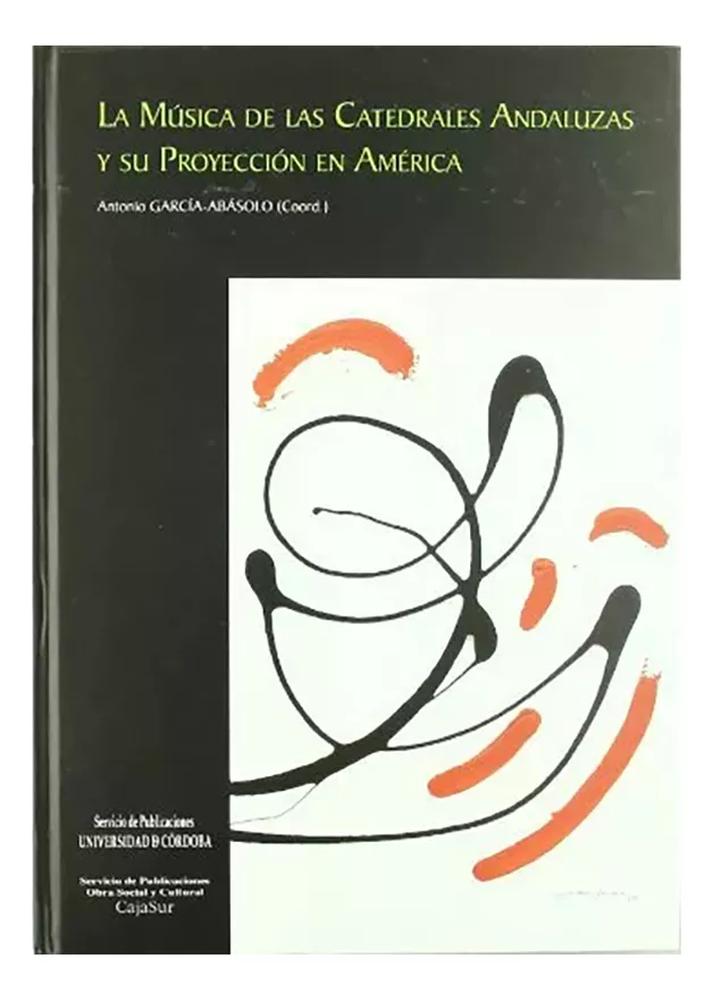 LA MÚSICA DE LAS CATEDRALES ANDALUZAS
Y SU PROYECCIÓN EN AMÉRICA
Antonio GARCÍA-ABÁSOLO (Coord.)
Servicio de Publicaciones
UNIVERSIDAD DE CÓRDOBA
Servicio de Publicaciones
Obra Social y Cultural
CajaSur